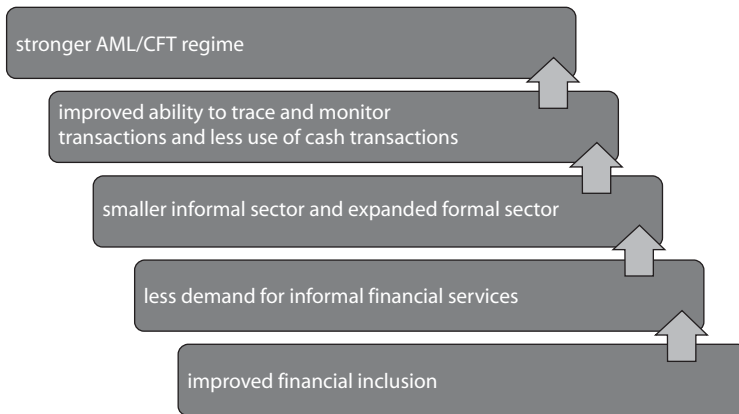 stronger AML/CFT regime
improved ability to trace and monitor
transactions and less use of cash transactions
smaller informal sector and expanded formal sector
less demand for informal financial services
improved financial inclusion